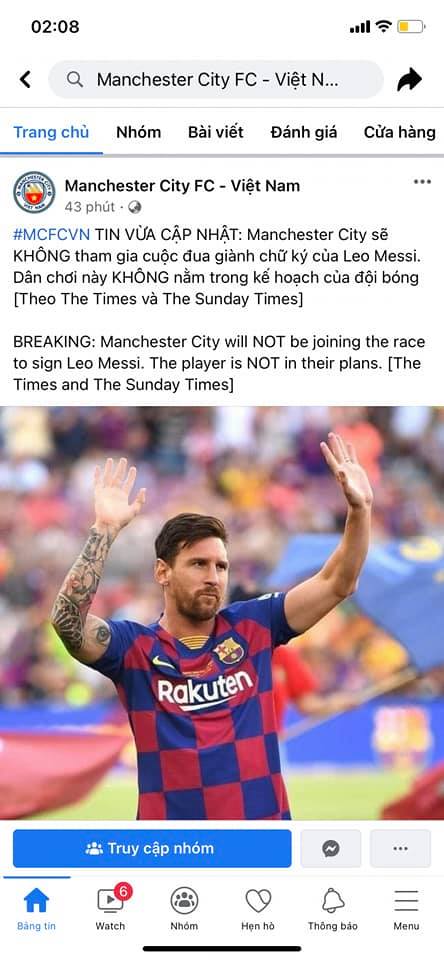 02:08
Manchester City FC - Việt N...
Trang chủ Nhóm Bài viết Đánh giá Cửa hàng
Manchester City FC - Việt Nam
43 phút ·
#MCFCVN TIN VỪA CẬP NHẬT: Manchester City sẽ
KHÔNG tham gia cuộc đua giành chữ ký của Leo Messi.
Dân chơi này KHÔNG nằm trong kế hoạch của đội bóng
[Theo The Times và The Sunday Times]
BREAKING: Manchester City will NOT be joining the race
to sign Leo Messi. The player is NOT in their plans. [The
Times and The Sunday Times]
Rakuten
Truy cập nhóm
6
Bảng tin Watch Nhóm Hẹn hò Thông báo Menu